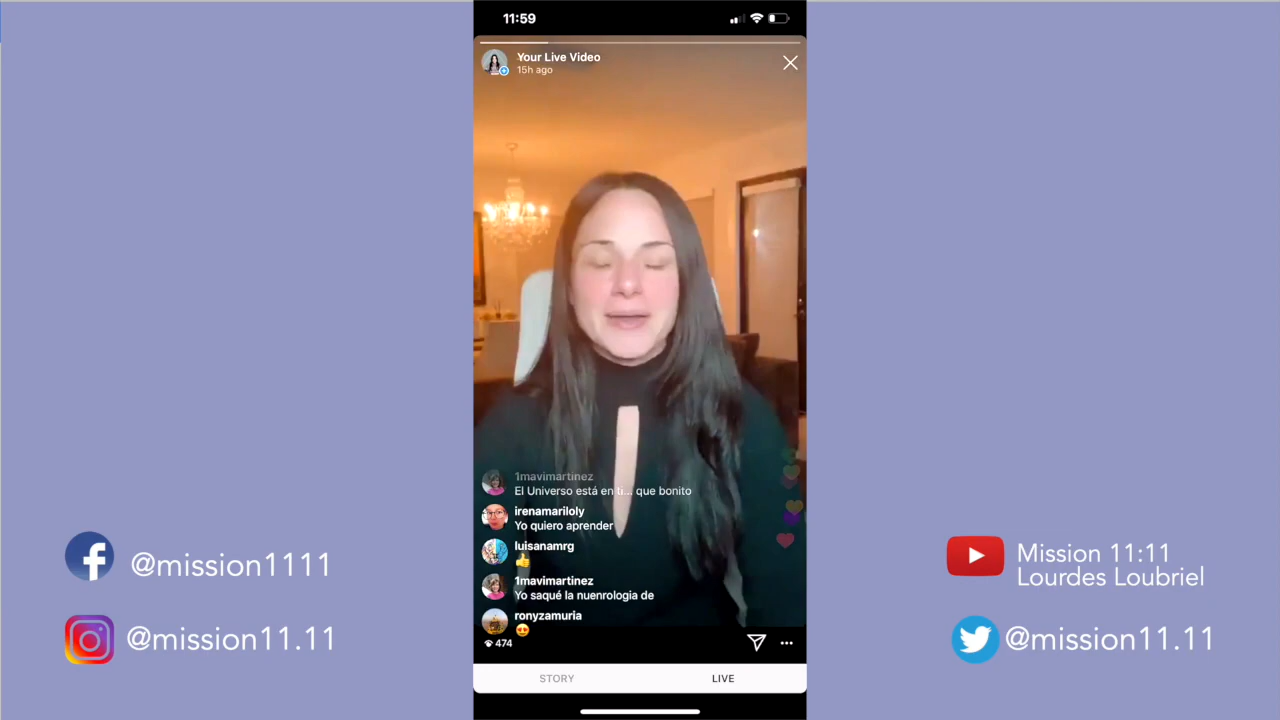 11:59
Your Live Video
15h ago
1mavimartinez
El Universo está en ti... que bonito
irenamariloly
Yo quiero aprender
luisanamrg
1mavimartinez
Yo saqué la nuenrologia de
ronyzamuria
474
STORY
LIVE
@mission1111
@mission11.11
Mission 11:11
Lourdes Loubriel
@mission11.11